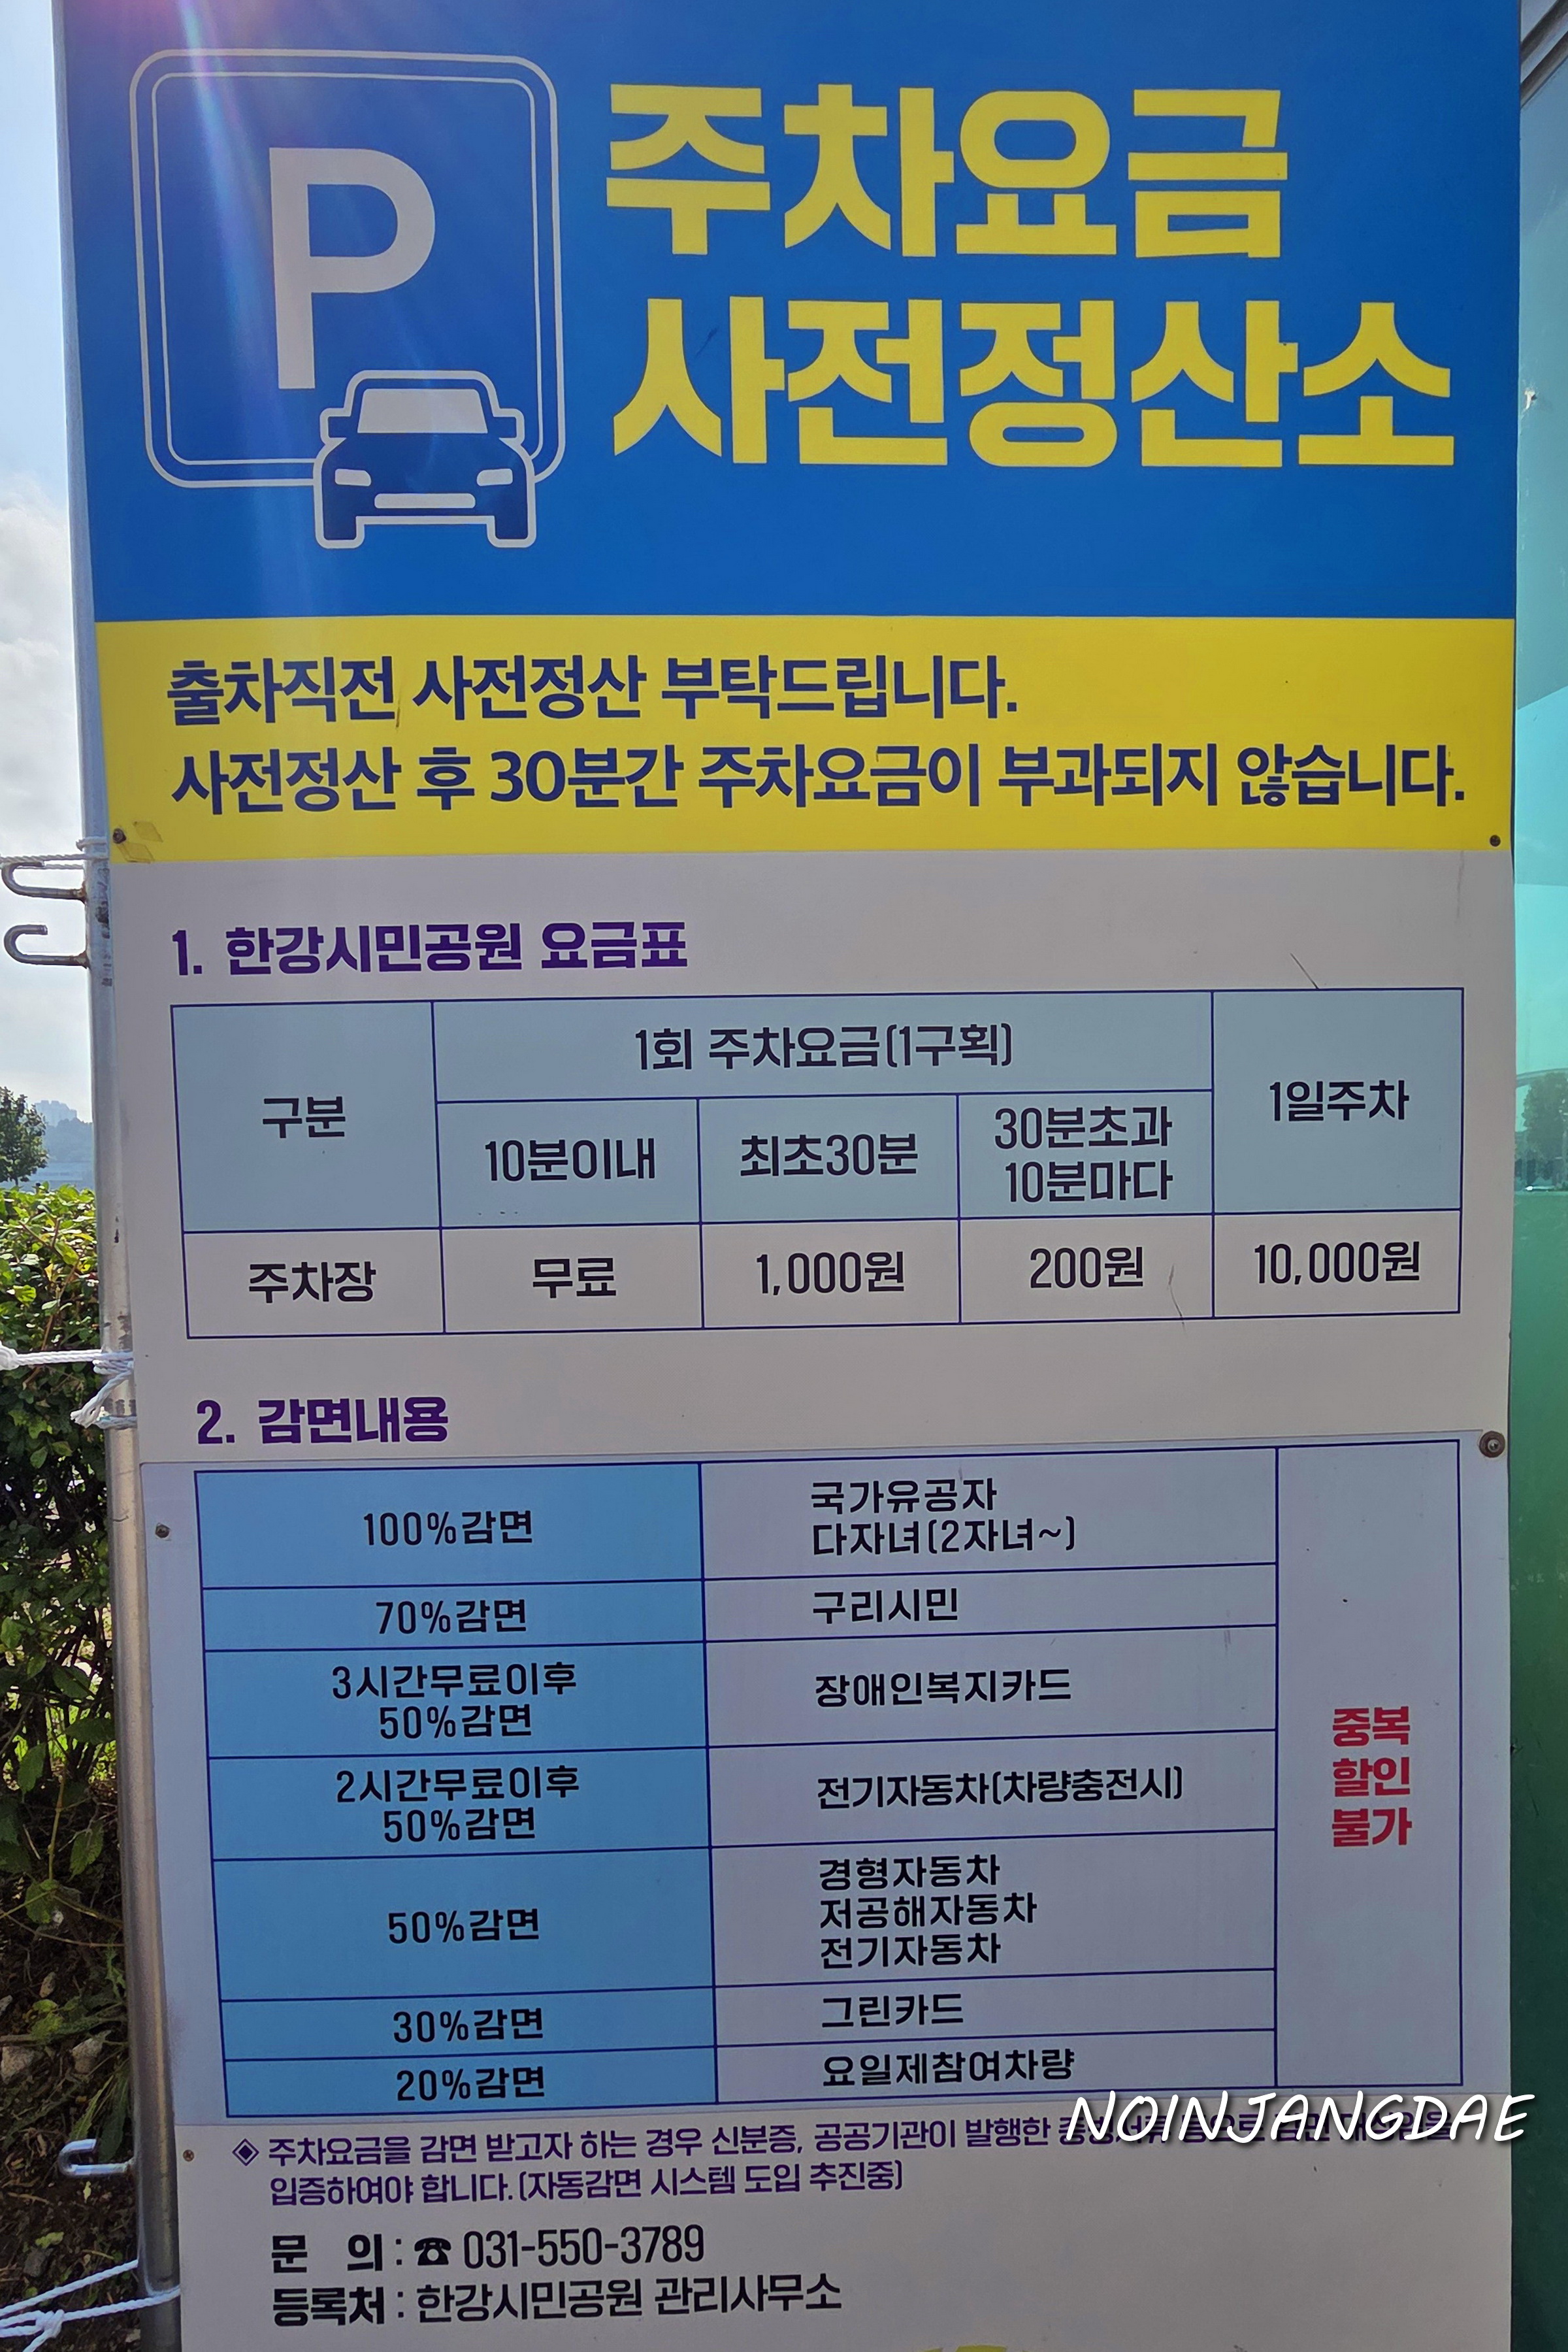 P
주차요금
사전정산소
출차직전 사전정산 부탁드립니다.
사전정산 후 30분간 주차요금이 부과되지 않습니다.
1. 한강시민공원 요금표
구분
1회 주차요금(1구획)
1일주차
10분이내
최초30분
30분초과
10분마다
주차장
무료
1,000원
200원
10,000원
2. 감면내용
100%감면
국가유공자
다자녀(2자녀~)
70%감면
구리시민
3시간무료이후
50%감면
장애인복지카드
2시간무료이후
50%감면
전기자동차(차량충전시)
50%감면
경형자동차
저공해자동차
전기자동차
30%감면
그린카드
20%감면
요일제참여차량
중복
할인
불가
◈ 주차요금을 감면 받고자 하는 경우 신분증, 공공기관이 발행한
입증하여야 합니다.(자동감면 시스템 도입 추진중)
문 의 : ☎ 031-550-3789
등록처 : 한강시민공원 관리사무소
NOINJANGDAE